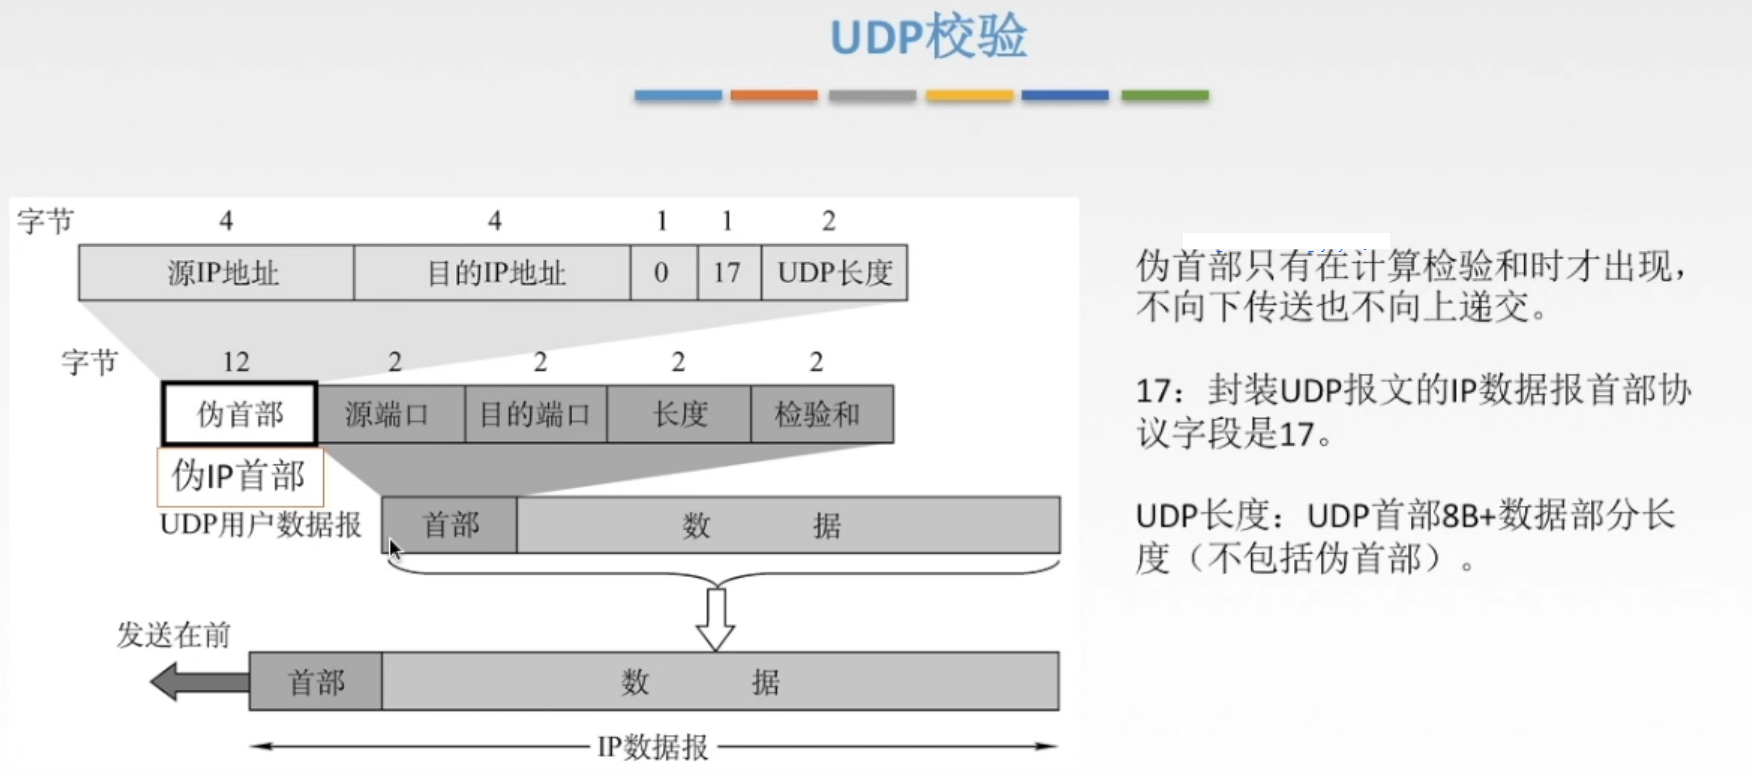 UDP校验
字节 4 4 1 1 2
源IP地址 目的IP地址 0 17 UDP长度
字节 12 2 2 2 2
伪首部 源端口 目的端口 长度 检验和
伪IP首部
UDP用户数据报 首部 数 据
发送在前
首部 数 据
IP数据报
伪首部只有在计算检验和时才出现，
不向下传送也不向上递交。
17：封装UDP报文的IP数据报首部协
议字段是17。
UDP长度：UDP首部8B+数据部分长
度（不包括伪首部）。